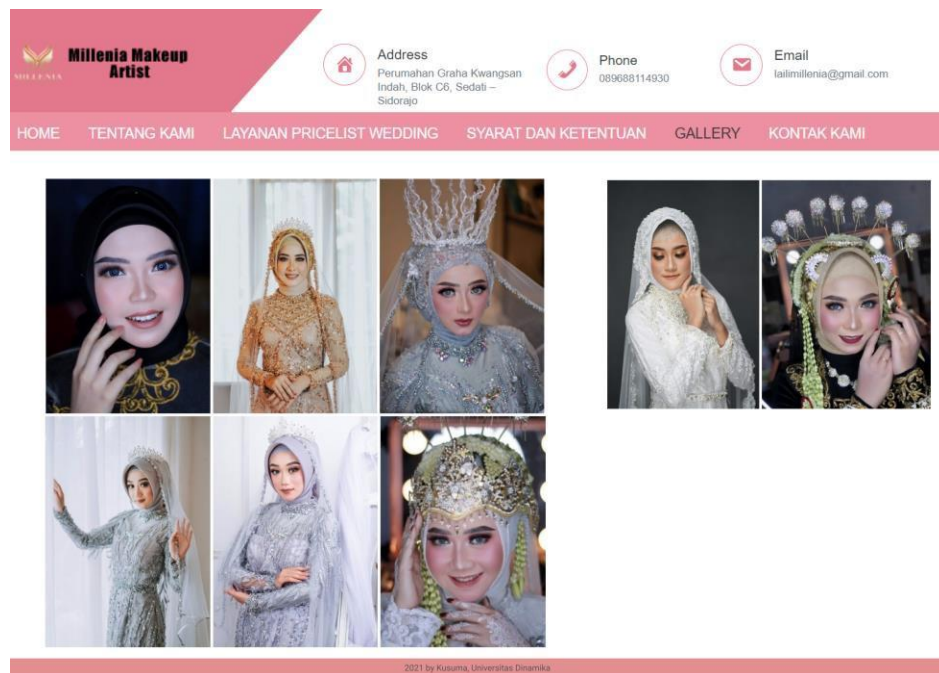 MILLENIA
Millenia Makeup
Artist
Address
Perumahan Graha Kwangsan
Indah, Blok C6, Sedati –
Sidorajo
Phone
089688114930
Email
lailimillenia@gmail.com
HOME TENTANG KAMI LAYANAN PRICELIST WEDDING SYARAT DAN KETENTUAN GALLERY KONTAK KAMI
2021 by Kusuma, Universitas Dinamika